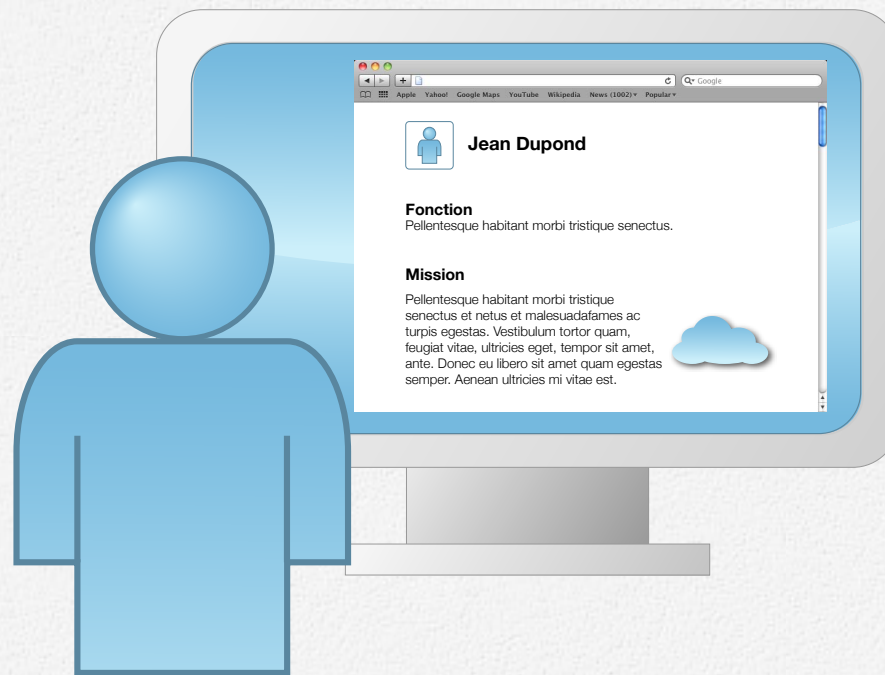 Google
Apple Yahoo! Google Maps YouTube Wikipedia News (1002) Popular
Jean Dupond
Fonction
Pellentesque habitant morbi tristique senectus.
Mission
Pellentesque habitant morbi tristique
senectus et netus et malesuadafames ac
turpis egestas. Vestibulum tortor quam,
feugiat vitae, ultricies eget, tempor sit amet,
ante. Donec eu libero sit amet quam egestas
semper. Aenean ultricies mi vitae est.